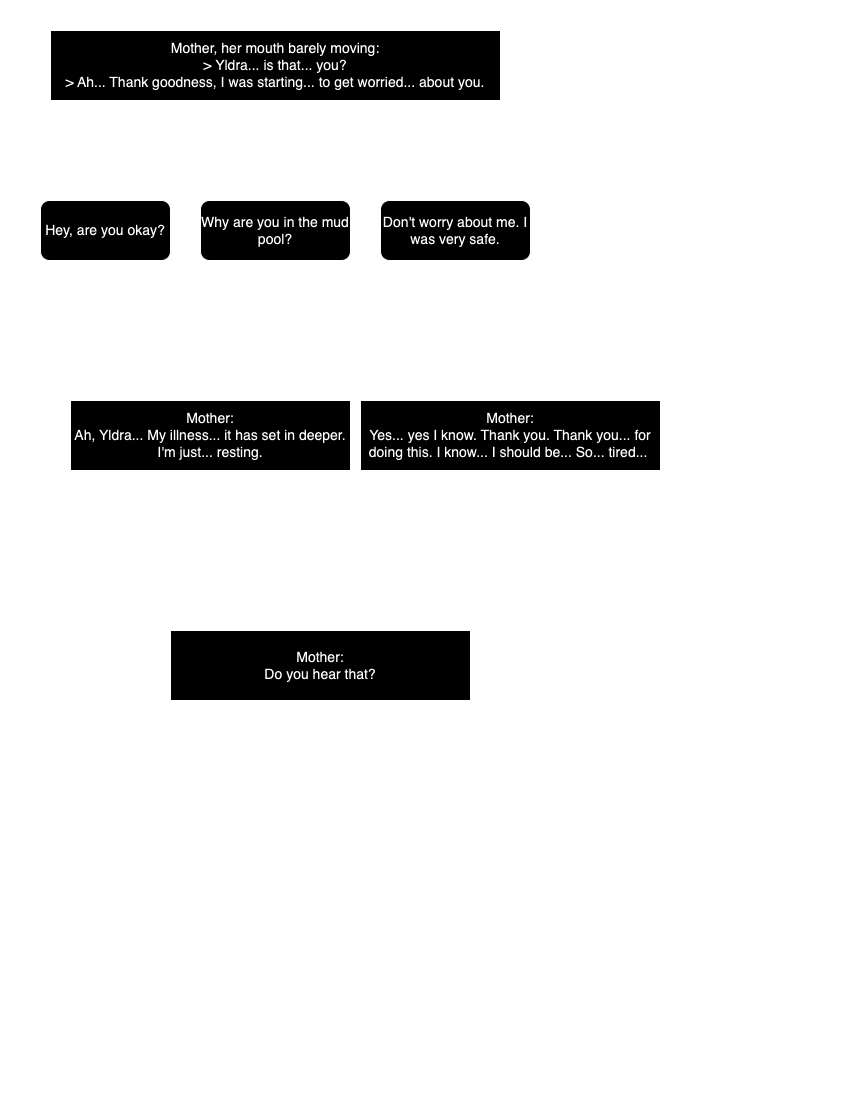 Mother, her mouth barely moving:
> Yldra... is that... you?
> Ah... Thank goodness, I was starting... to get worried... about you.
Hey, are you okay?
Why are you in the mud
pool?
Don't worry about me. I
was very safe.
Mother:
Ah, Yldra... My illness... it has set in deeper.
I'm just... resting.
Mother:
Yes... yes I know. Thank you. Thank you... for
doing this. I know... I should be... So... tired...
Mother:
Do you hear that?